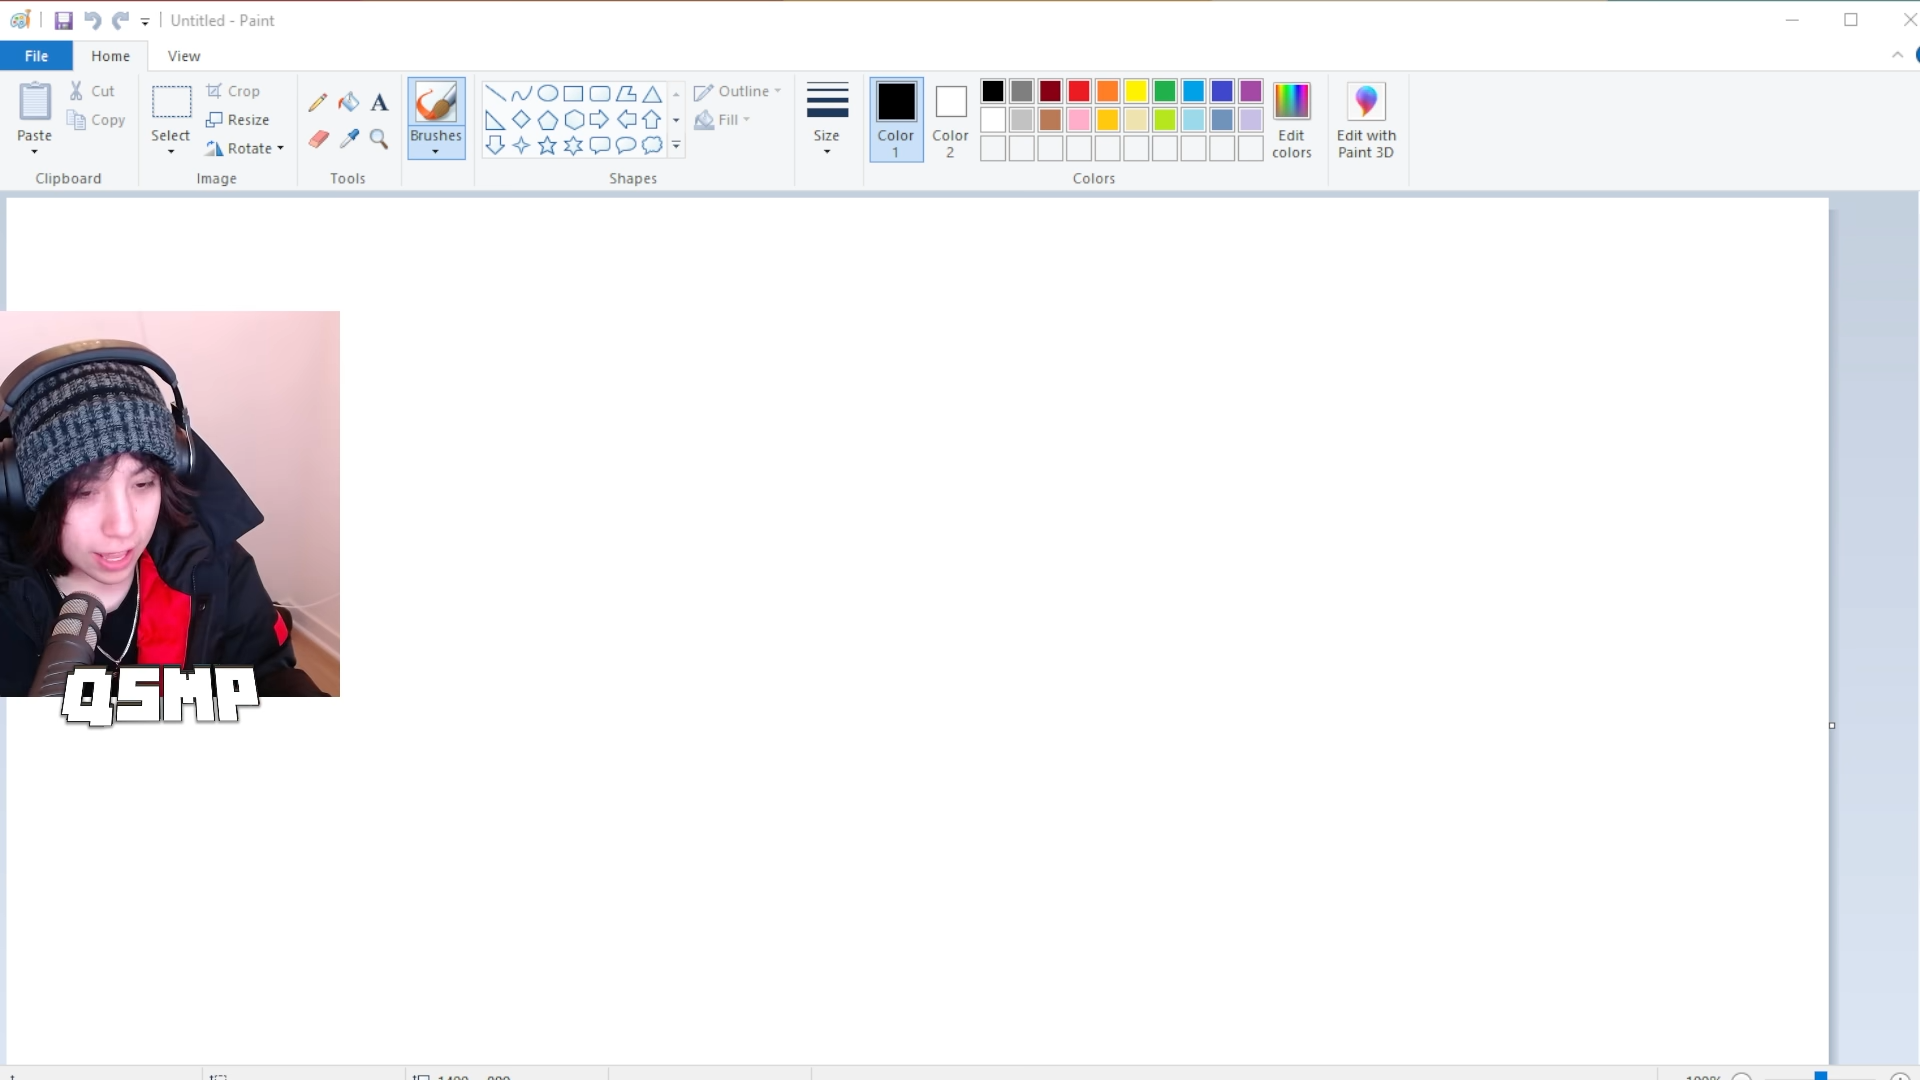 Untitled - Paint
File
Home
View
Paste
Cut
Copy
Clipboard
Select
Crop
Resize
Rotate
Image
Tools
Brushes
Shapes
Outline
Fill
Size
Color
1
Color
2
Edit
colors
Colors
Edit with
Paint 3D
QSMP